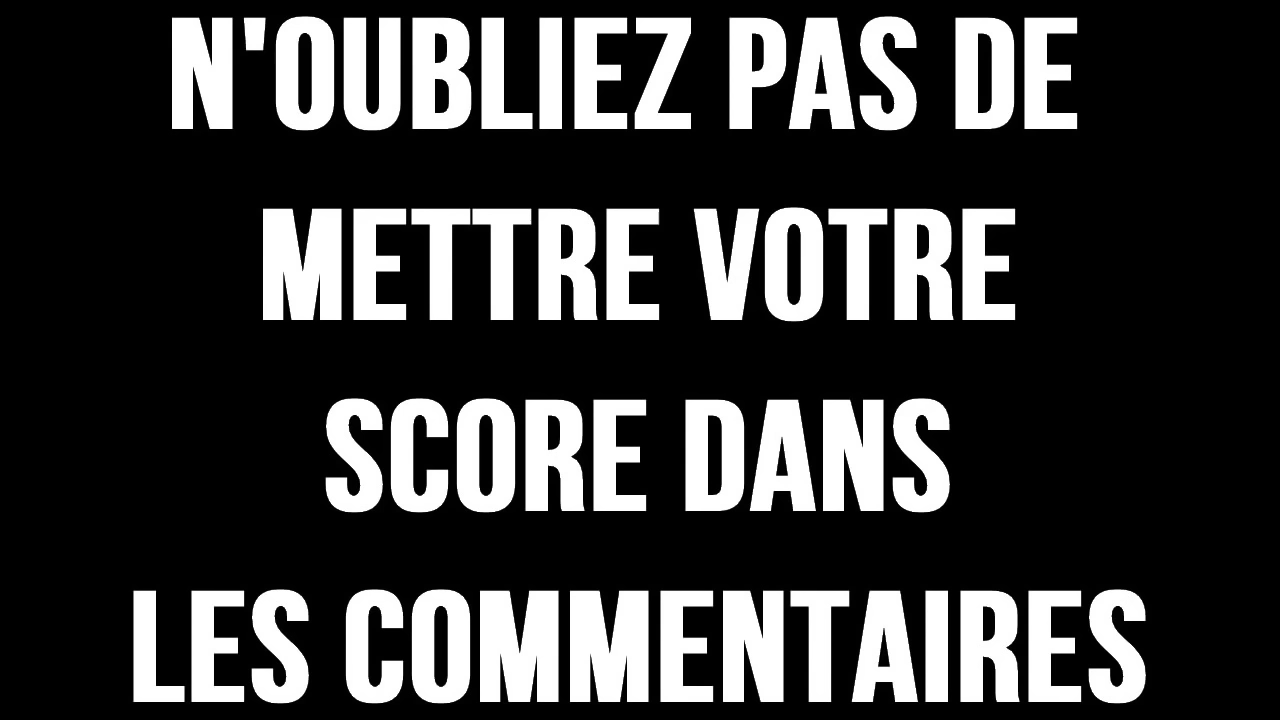 N'OUBLIEZ PAS DE
METTRE VOTRE
SCORE DANS
LES COMMENTAIRES